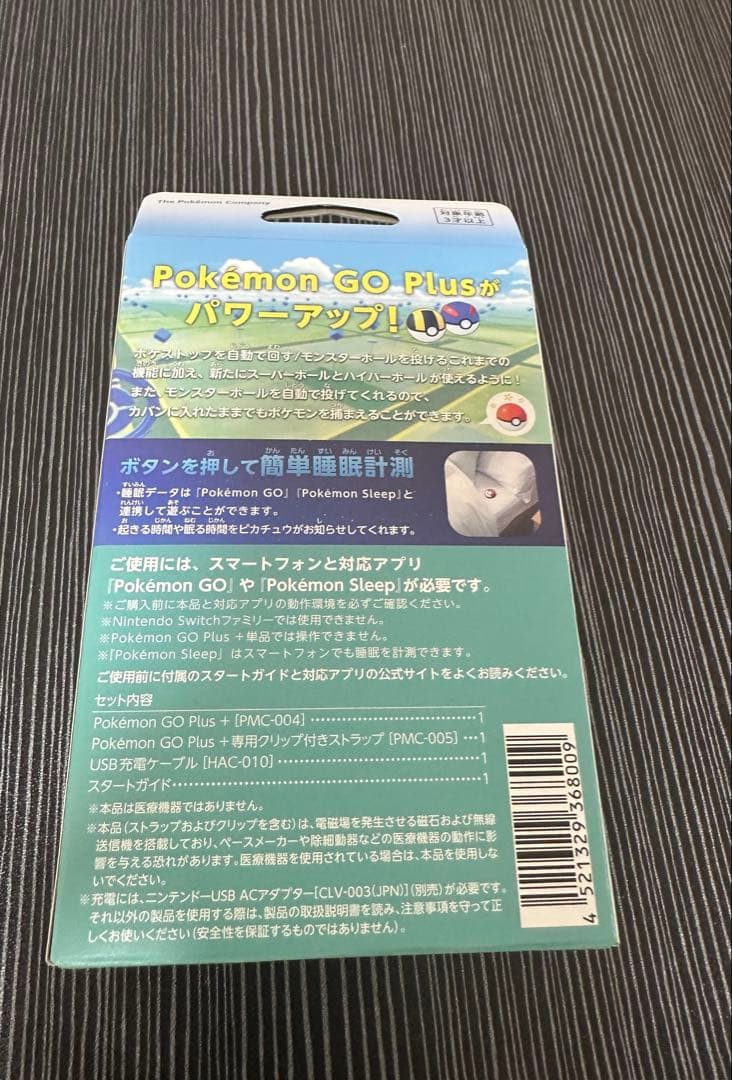 The Pokémon Company
対象年齢
3才以上
Pokémon GO Plusが
パワーアップ!
ポケストップを自動で回す/モンスターボールを投げるこれまでの
機能に加え、新たにスーパーボールとハイパーボールが使えるように!
また、モンスターボールを自動で投げてくれるので、
カバンに入れたままでもポケモンを捕まえることができます。
ボタンを押して簡単睡眠計測
・睡眠データは『Pokémon GO』『Pokémon Sleep』と
連携して遊ぶことができます。
・起きる時間や眠る時間をピカチュウがお知らせしてくれます。
ご使用には、スマートフォンと対応アプリ
『Pokémon GO』や『Pokémon Sleep』が必要です。
※ご購入前に本品と対応アプリの動作環境を必ずご確認ください。
※Nintendo Switchファミリーでは使用できません。
※Pokémon GO Plus +単品では操作できません。
※『Pokémon Sleep』はスマートフォンでも睡眠を計測できます。
ご使用前に付属のスタートガイドと対応アプリの公式サイトをよくお読みください。
セット内容
Pokémon GO Plus + [PMC-004]……………………………1
Pokémon GO Plus +専用クリップ付きストラップ [PMC-005] …1
USB充電ケーブル [HAC-010]……………………………………1
スタートガイド……………………………………………………1
※本品は医療機器ではありません。
※本品(ストラップおよびクリップを含む)は、電磁場を発生させる磁石および無線
送信機を搭載しており、ペースメーカーや除細動器などの医療機器の動作に影
響を与える恐れがあります。医療機器を使用されている場合は、本品を使用しな
いでください。
※充電には、ニンテンドーUSB ACアダプター[CLV-003(JPN)](別売)が必要です。
それ以外の製品を使用する際は、製品の取扱説明書を読み、注意事項を守って正
しくお使いください(安全性を保証するものではありません)。
4 521329 368009